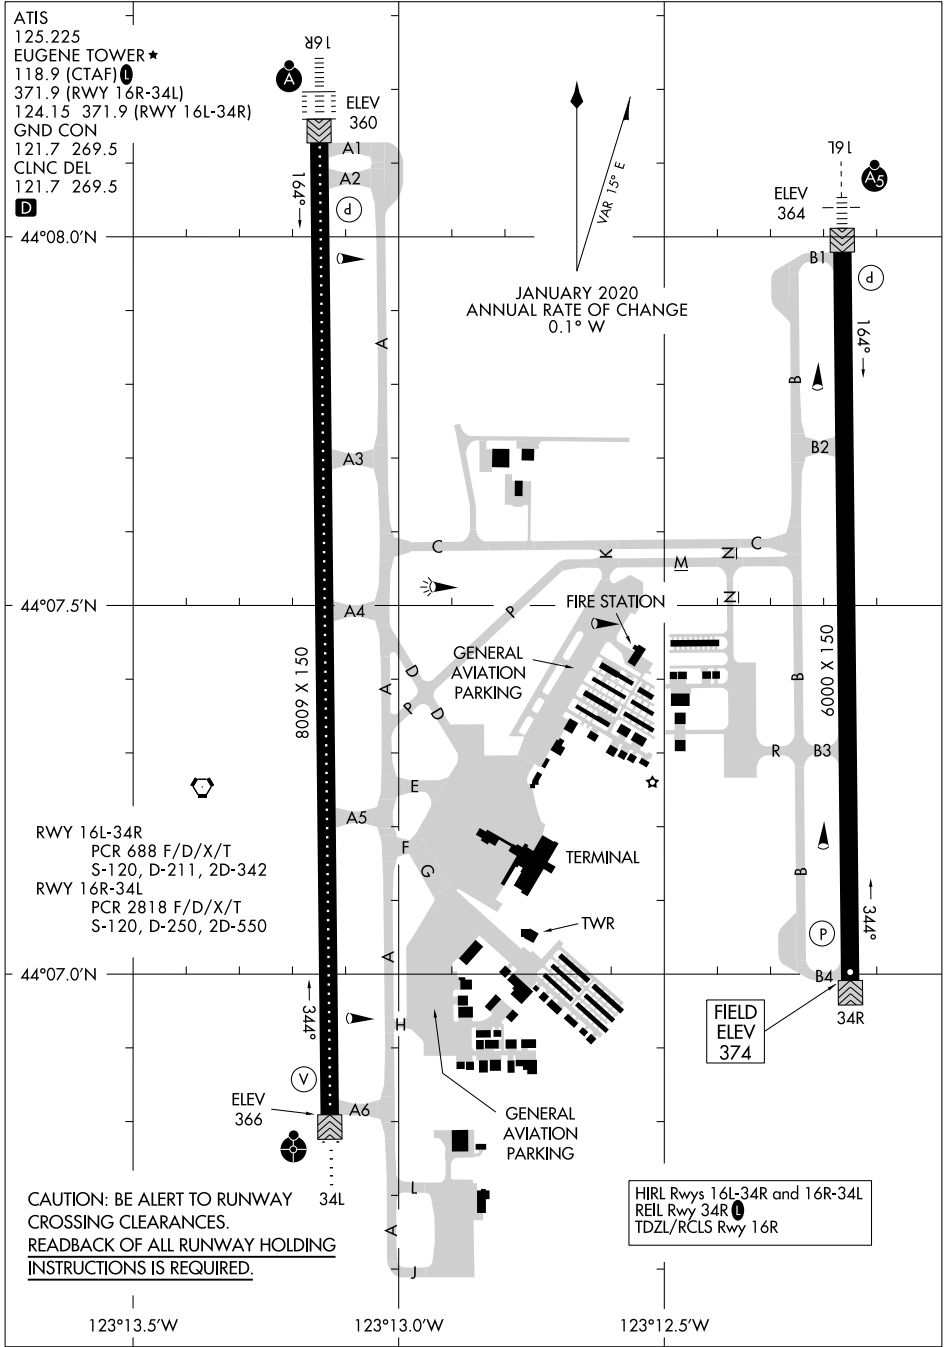 ATIS
125.225
EUGENE TOWER ★
118.9 (CTAF) L
371.9 (RWY 16R-34L)
124.15 371.9 (RWY 16L-34R)
GND CON
121.7 269.5
CLNC DEL
121.7 269.5
D
16R
A
ELEV
360
A1
A2
164°
P
VAR 15° E
JANUARY 2020
ANNUAL RATE OF CHANGE
0.1° W
16L
A5
ELEV
364
B1
P
164°
44°08.0'N
A
B
A3
B2
C
C
K
M
N
N
P
44°07.5'N
A4
FIRE STATION
GENERAL
AVIATION
PARKING
8009 X 150
6000 X 150
D
A
P
D
B
R
B3
E
A5
F
G
TERMINAL
TWR
B
RWY 16L-34R
PCR 688 F/D/X/T
S-120, D-211, 2D-342
RWY 16R-34L
PCR 2818 F/D/X/T
S-120, D-250, 2D-550
P
344°
B4
44°07.0'N
A
344°
H
34R
FIELD
ELEV
374
V
ELEV
366
A6
GENERAL
AVIATION
PARKING
34L
L
A
J
CAUTION: BE ALERT TO RUNWAY
CROSSING CLEARANCES.
READBACK OF ALL RUNWAY HOLDING
INSTRUCTIONS IS REQUIRED.
HIRL Rwys 16L-34R and 16R-34L
REIL Rwy 34R L
TDZL/RCLS Rwy 16R
123°13.5'W
123°13.0'W
123°12.5'W